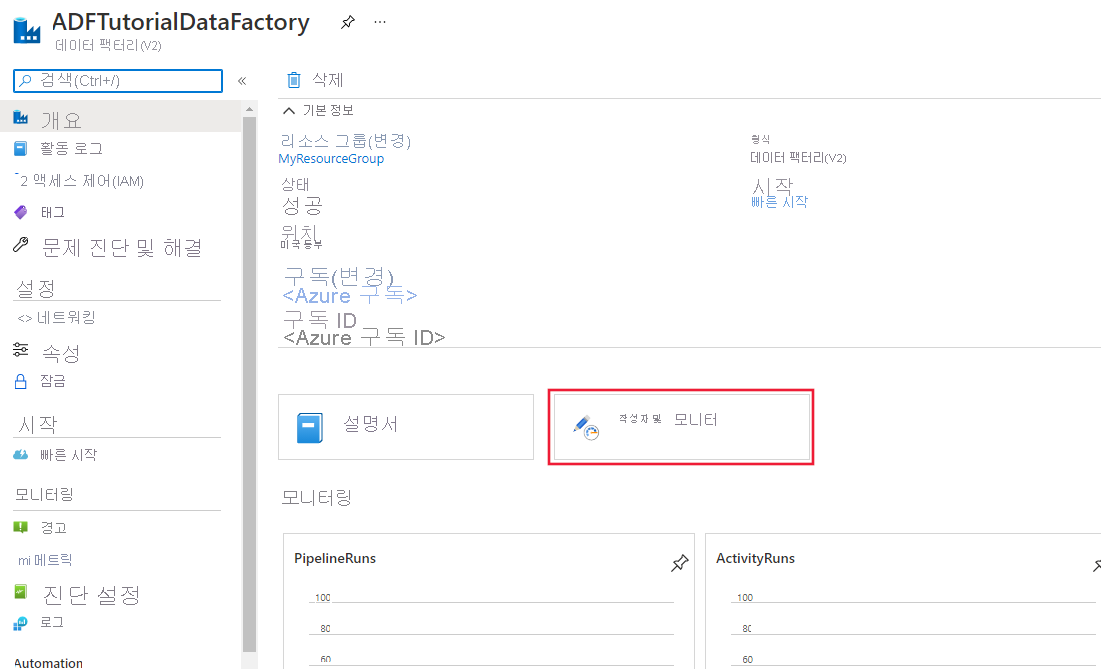 ADFTutorialDataFactory
데이터 팩터리(V2)
검색(Ctrl+/)
개요
활동 로그
2 액세스 제어(IAM)
태그
문제 진단 및 해결
설정
<> 네트워킹
속성
잠금
시작
빠른 시작
모니터링
경고
mi 메트릭
진단 설정
로그
Automation
삭제
기본 정보
리소스 그룹(변경)
MyResourceGroup
상태
성공
위치
미국 동부
구독(변경)
<Azure 구독>
구독 ID
<Azure 구독 ID>
형식
데이터 팩터리(V2)
시작
빠른 시작
설명서
작성자 및 모니터
모니터링
PipelineRuns
100
80
60
ActivityRuns
100
80
60